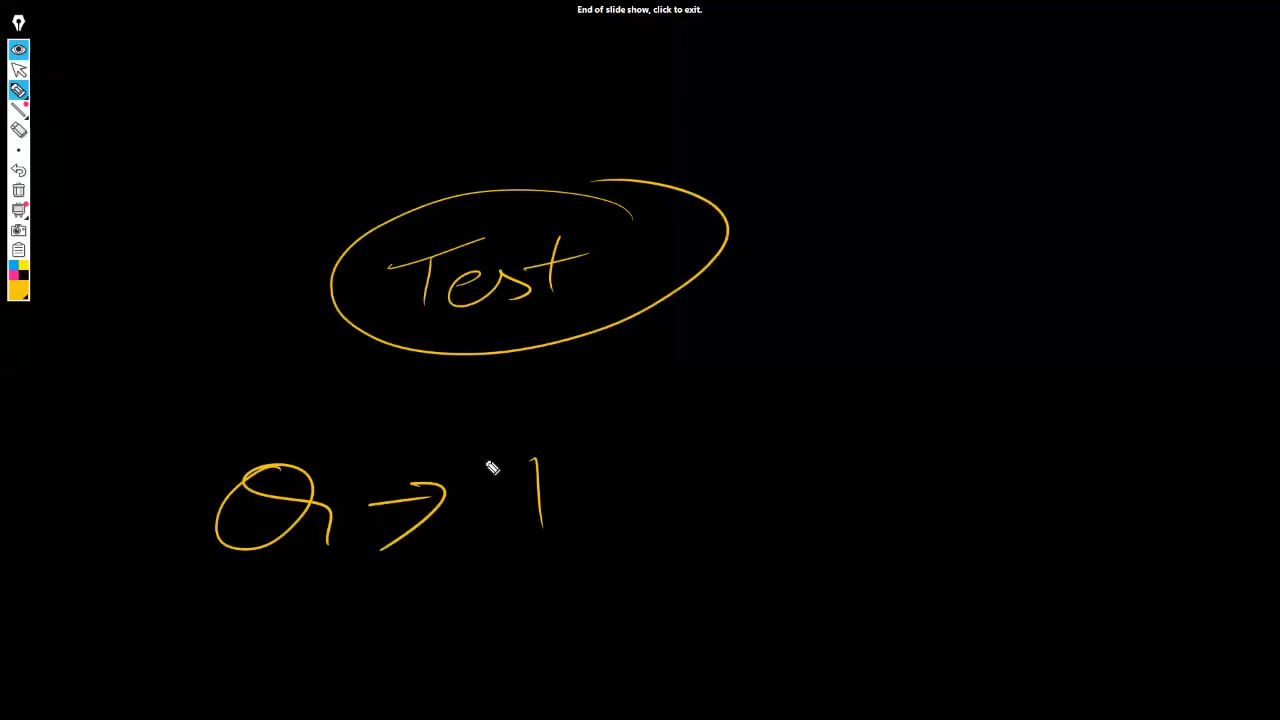 End of slide show, click to exit.
Test
Q → 1